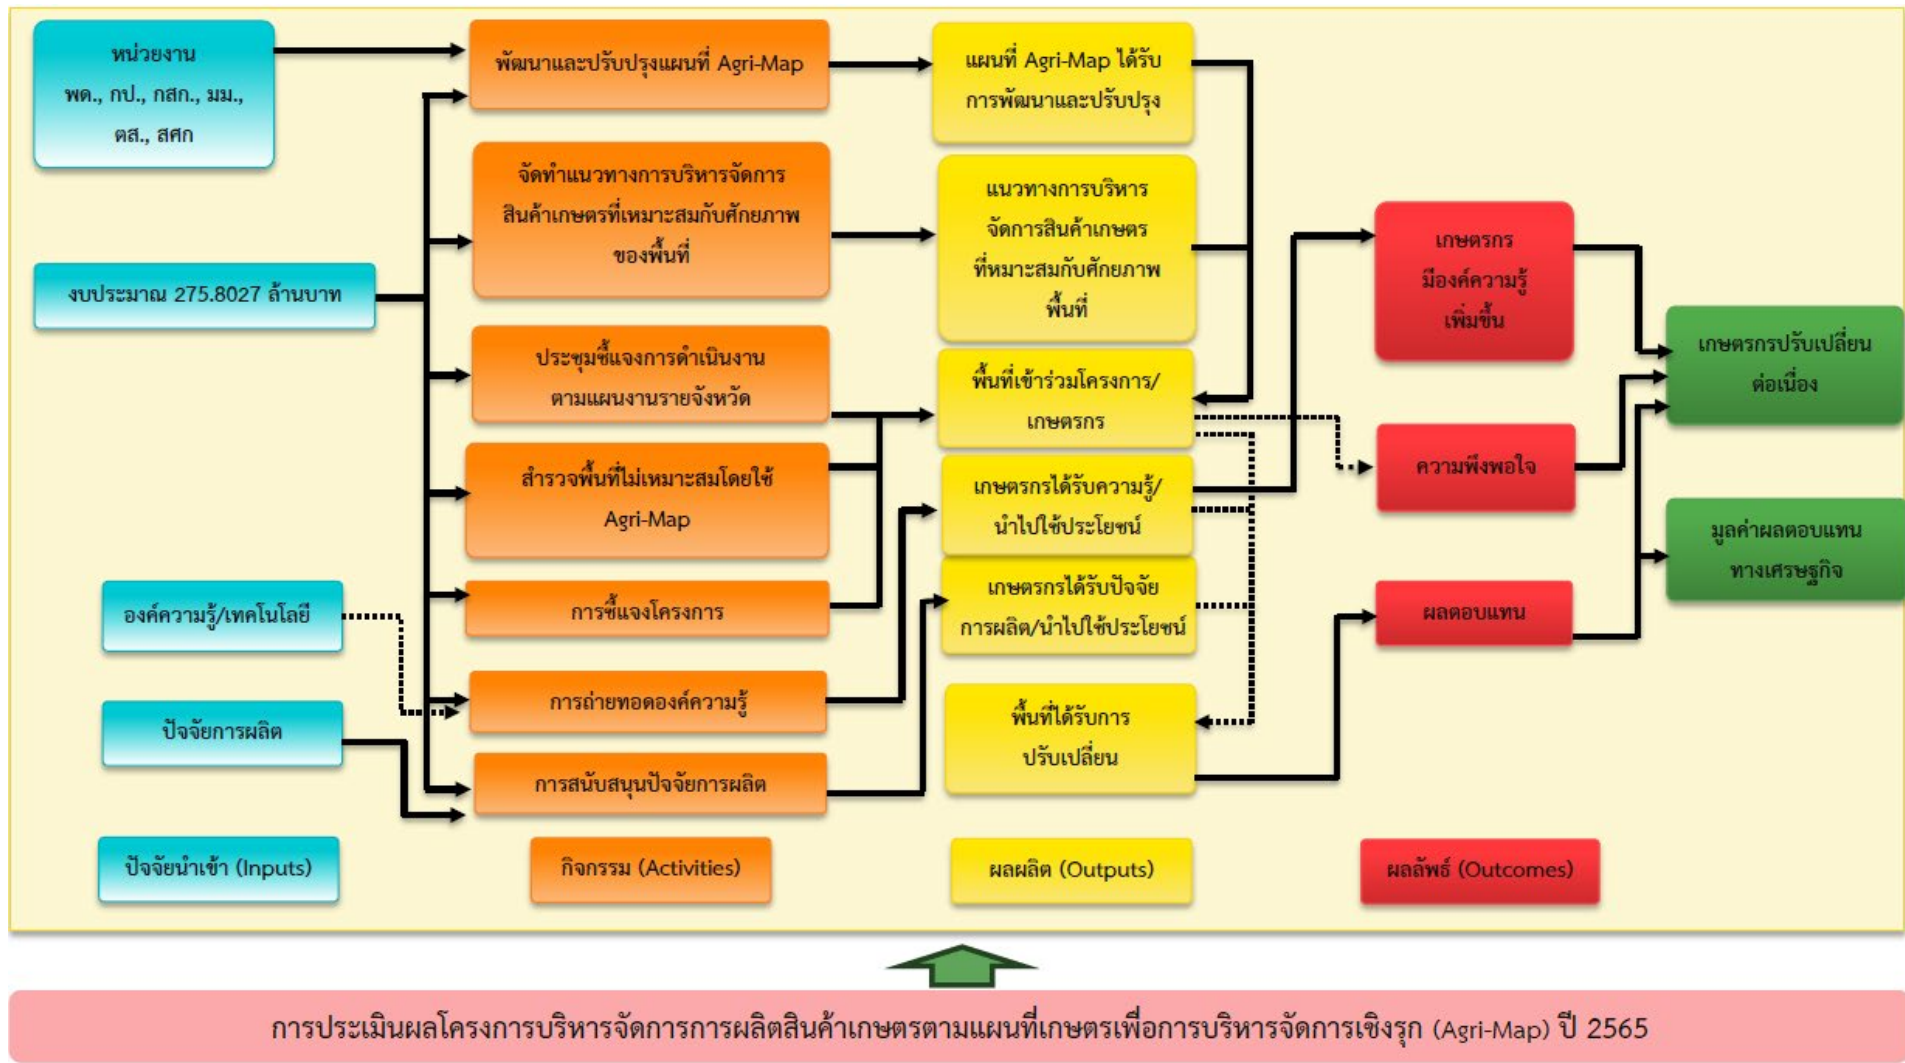 หน่วยงาน
พด., กป., กสก., มม.,
ตส., สศก
งบประมาณ 275.8027 ล้านบาท
องค์ความรู้/เทคโนโลยี
ปัจจัยการผลิต
ปัจจัยนำเข้า (Inputs)
พัฒนาและปรับปรุงแผนที่ Agri-Map
จัดทำแนวทางการบริหารจัดการ
สินค้าเกษตรที่เหมาะสมกับศักยภาพ
ของพื้นที่
ประชุมชี้แจงการดำเนินงาน
ตามแผนงานรายจังหวัด
สำรวจพื้นที่ไม่เหมาะสมโดยใช้
Agri-Map
การชี้แจงโครงการ
การถ่ายทอดองค์ความรู้
การสนับสนุนปัจจัยการผลิต
กิจกรรม (Activities)
แผนที่ Agri-Map ได้รับ
การพัฒนาและปรับปรุง
แนวทางการบริหาร
จัดการสินค้าเกษตร
ที่หมาะสมกับศักยภาพ
พื้นที่
พื้นที่เข้าร่วมโครงการ/
เกษตรกร
เกษตรกรได้รับความรู้/
นำไปใช้ประโยชน์
เกษตรกรได้รับปัจจัย
การผลิต/นำไปใช้ประโยชน์
พื้นที่ได้รับการ
ปรับเปลี่ยน
ผลผลิต (Outputs)
เกษตรกร
มีองค์ความรู้
เพิ่มขึ้น
ความพึงพอใจ
ผลตอบแทน
ผลลัพธ์ (Outcomes)
เกษตรกรปรับเปลี่ยน
ต่อเนื่อง
มูลค่าผลตอบแทน
ทางเศรษฐกิจ
การประเมินผลโครงการบริหารจัดการการผลิตสินค้าเกษตรตามแผนที่เกษตรเพื่อการบริหารจัดการเชิงรุก (Agri-Map) ปี 2565